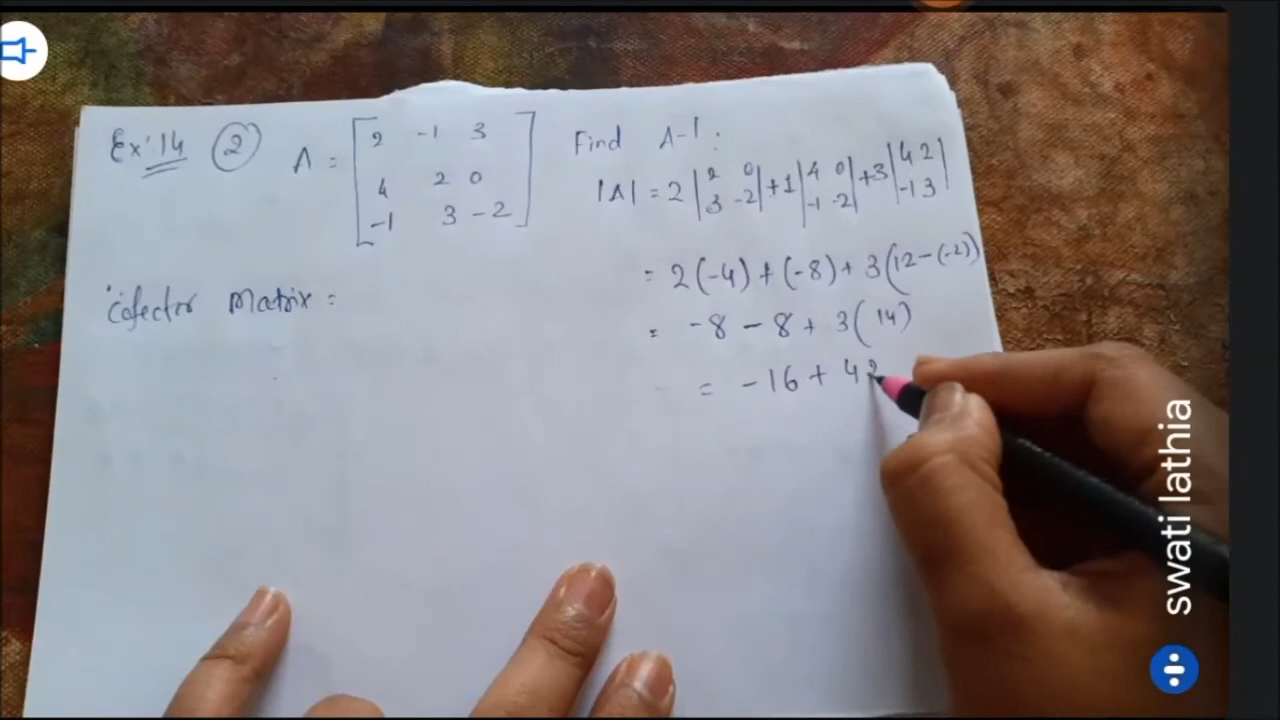 Ex: 14 ② A = [ 2 -1 3
4 2 0
-1 3 -2 ]
Find A-1 :
|A| = 2 | 2 0 3 -2 | +1 | 4 0 -1 -2 | +3 | 4 2 -1 3 |
= 2(-4) + (-8) + 3(12-(-2))
= -8 - 8 + 3(14)
= -16 + 42
Cofector Matrix =
swati lathia